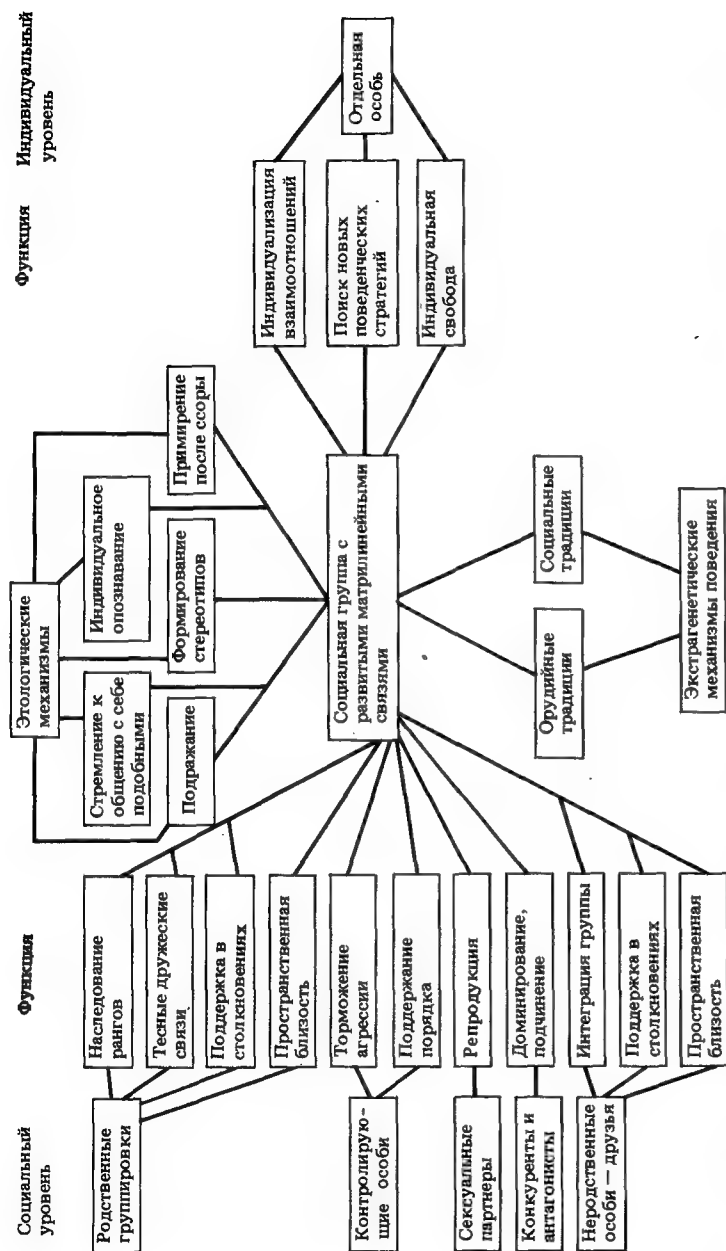 Социальный
уровень
Функция
Функция
Индивидуальный
уровень
Родственные
группировки
Контролирую-
щие особи
Сексуальные
партнеры
Конкуренты и
антагонисты
Неродственные
особи — друзья
Наследование
рангов
Тесные дружеские
связи
Поддержка в
столкновениях
Пространственная
близость
Торможение
агрессии
Поддержание
порядка
Репродукция
Доминирование,
подчинение
Интеграция группы
Поддержка в
столкновениях
Пространственная
близость
Этологические
механизмы
Стремление к
общению с себе
подобными
Индивидуальное
опознавание
Подражание
Формирование
стереотипов
Примирение
после ссоры
Социальная группа с
развитыми матрилинейными
связями
Орудийные
традиции
Социальные
традиции
Экстрагенетические
механизмы поведения
Индивидуализация
взаимоотношений
Поиск новых
поведенческих
стратегий
Индивидуальная
свобода
Отдельная
особь